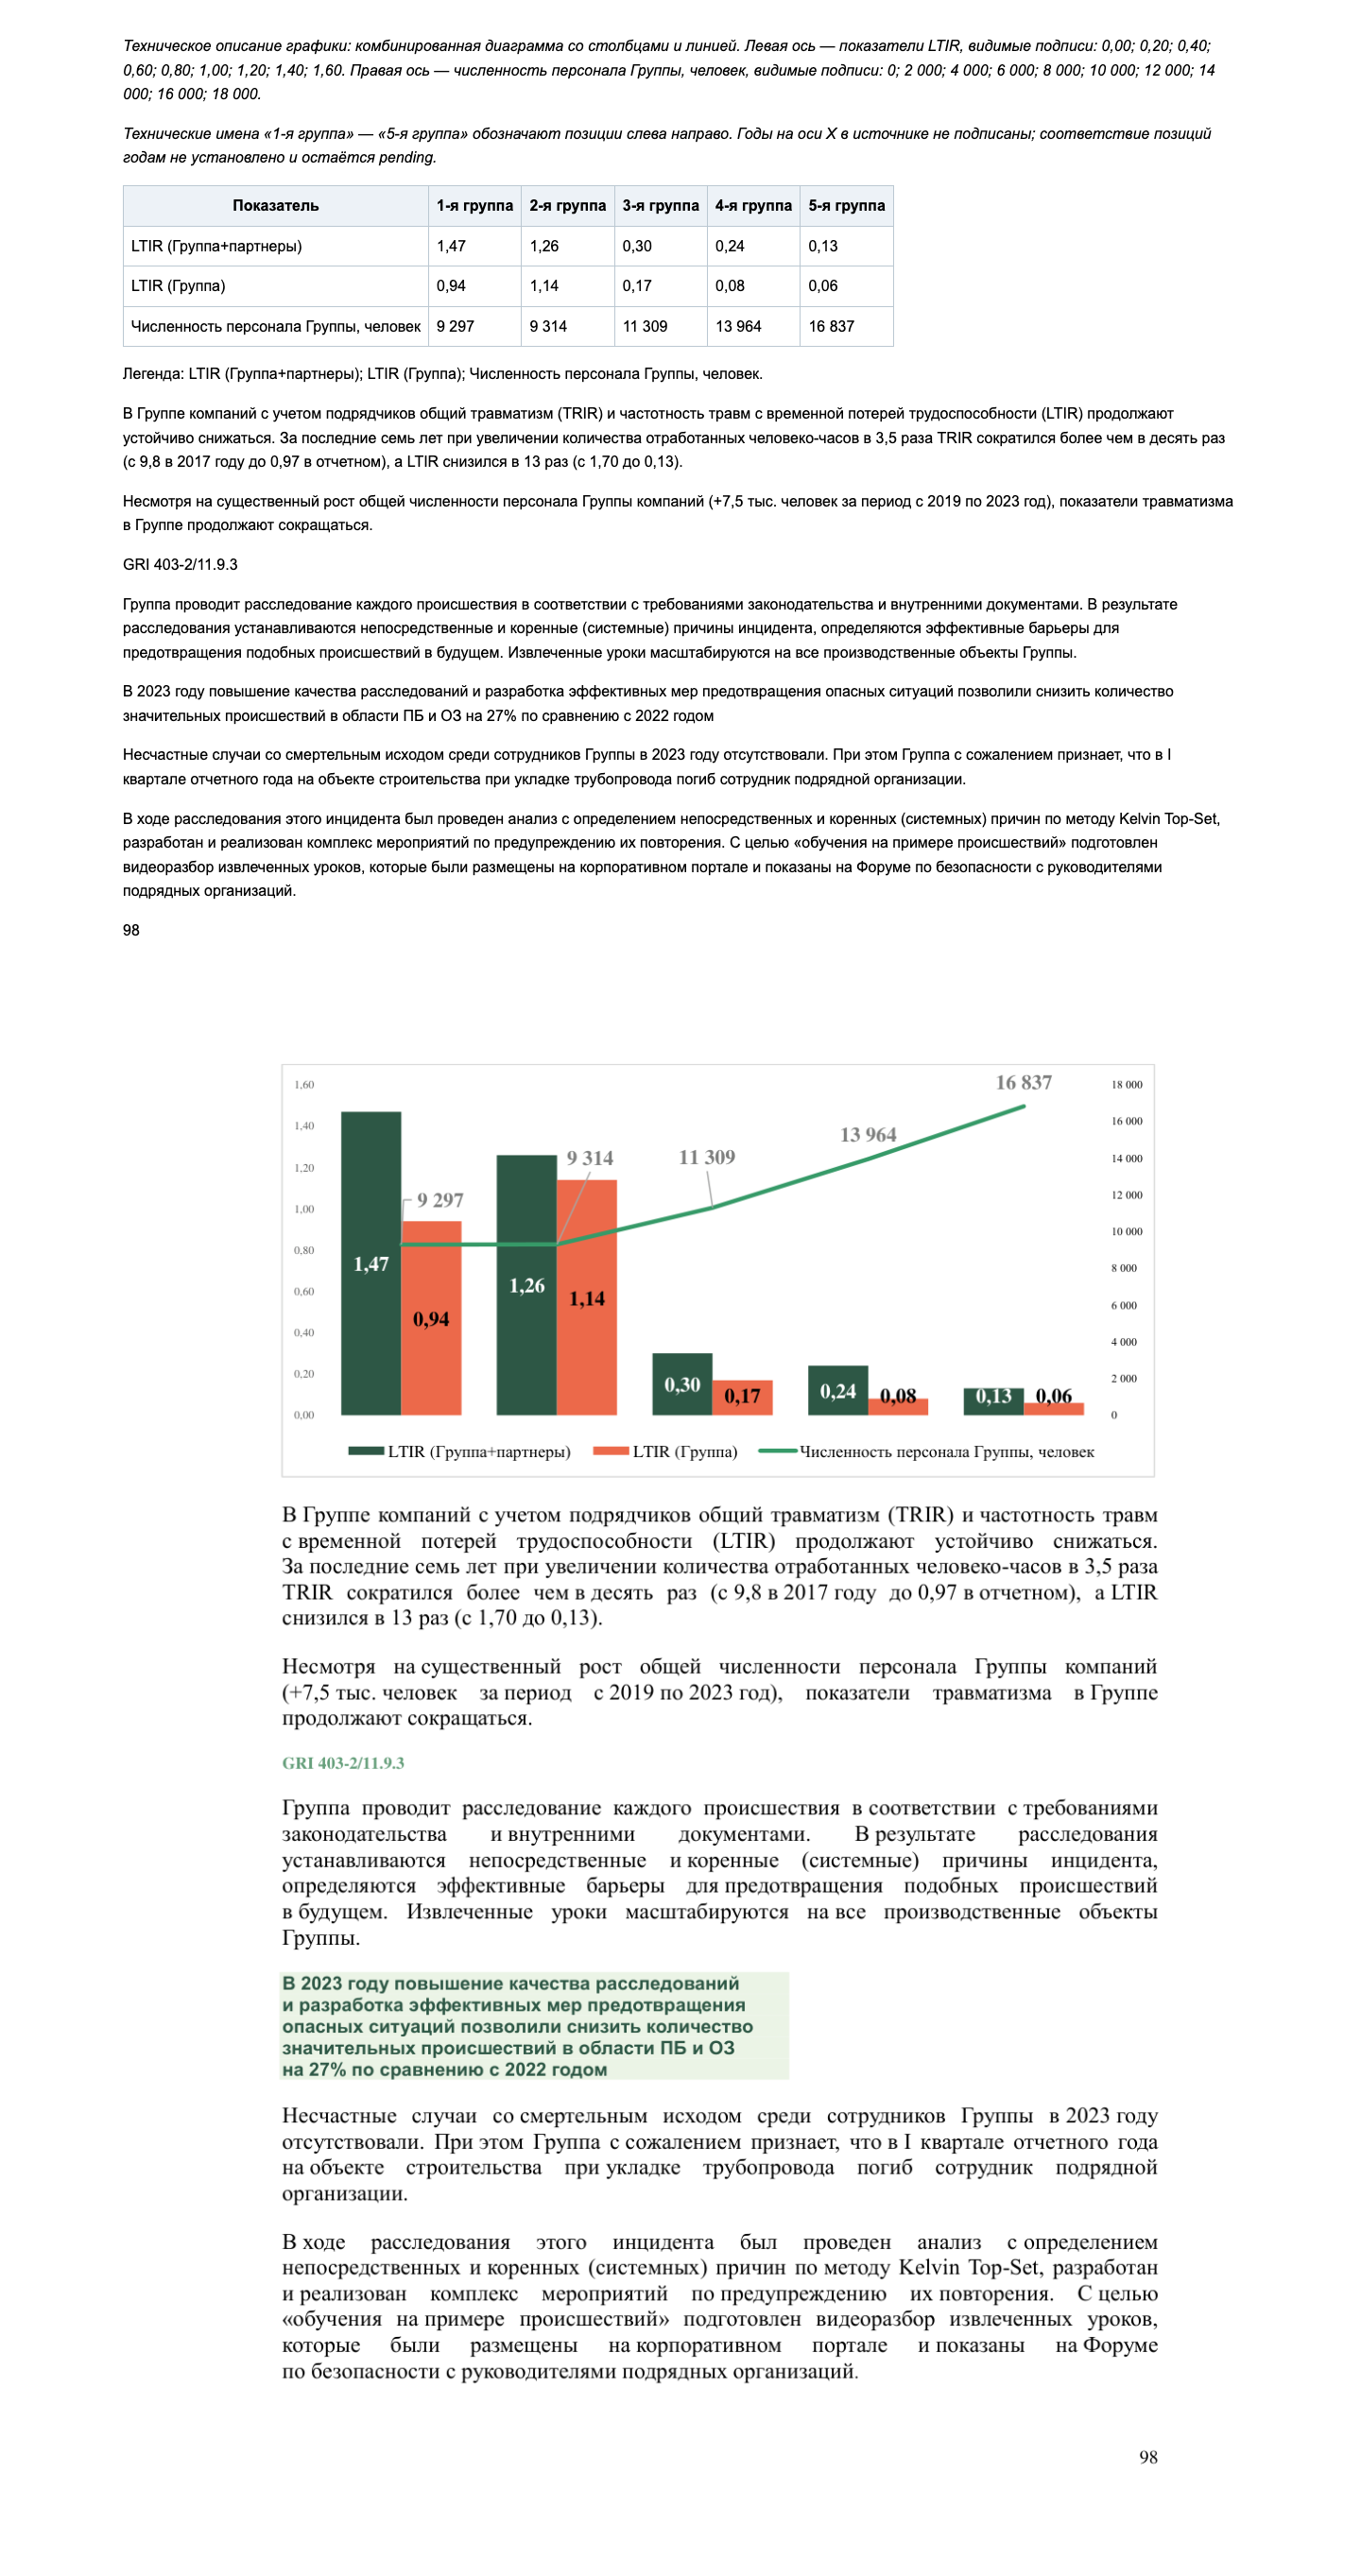 Техническое описание графики: комбинированная диаграмма со столбцами и линией. Левая ось — показатели LTIR, видимые подписи: 0,00; 0,20; 0,40;
0,60; 0,80; 1,00; 1,20; 1,40; 1,60. Правая ось — численность персонала Группы, человек, видимые подписи: 0; 2 000; 4 000; 6 000; 8 000; 10 000; 12 000; 14
000; 16 000; 18 000.
Технические имена «1-я группа» — «5-я группа» обозначают позиции слева направо. Годы на оси X в источнике не подписаны; соответствие позиций
годам не установлено и остаётся pending.
Показатель 1-я группа 2-я группа 3-я группа 4-я группа 5-я группа
LTIR (Группа+партнеры) 1,47 1,26 0,30 0,24 0,13
LTIR (Группа) 0,94 1,14 0,17 0,08 0,06
Численность персонала Группы, человек 9 297 9 314 11 309 13 964 16 837
Легенда: LTIR (Группа+партнеры); LTIR (Группа); Численность персонала Группы, человек.
В Группе компаний с учетом подрядчиков общий травматизм (TRIR) и частотность травм с временной потерей трудоспособности (LTIR) продолжают
устойчиво снижаться. За последние семь лет при увеличении количества отработанных человеко-часов в 3,5 раза TRIR сократился более чем в десять раз
(с 9,8 в 2017 году до 0,97 в отчетном), а LTIR снизился в 13 раз (с 1,70 до 0,13).
Несмотря на существенный рост общей численности персонала Группы компаний (+7,5 тыс. человек за период с 2019 по 2023 год), показатели травматизма
в Группе продолжают сокращаться.
GRI 403-2/11.9.3
Группа проводит расследование каждого происшествия в соответствии с требованиями законодательства и внутренними документами. В результате
расследования устанавливаются непосредственные и коренные (системные) причины инцидента, определяются эффективные барьеры для
предотвращения подобных происшествий в будущем. Извлеченные уроки масштабируются на все производственные объекты Группы.
В 2023 году повышение качества расследований и разработка эффективных мер предотвращения опасных ситуаций позволили снизить количество
значительных происшествий в области ПБ и ОЗ на 27% по сравнению с 2022 годом
Несчастные случаи со смертельным исходом среди сотрудников Группы в 2023 году отсутствовали. При этом Группа с сожалением признает, что в I
квартале отчетного года на объекте строительства при укладке трубопровода погиб сотрудник подрядной организации.
В ходе расследования этого инцидента был проведен анализ с определением непосредственных и коренных (системных) причин по методу Kelvin Top-Set,
разработан и реализован комплекс мероприятий по предупреждению их повторения. С целью «обучения на примере происшествий» подготовлен
видеоразбор извлеченных уроков, которые были размещены на корпоративном портале и показаны на Форуме по безопасности с руководителями
подрядных организаций.
98
1,60 16 837 18 000
1,40 13 964 16 000
1,20 9 314 11 309 14 000
1,00 9 297 12 000
0,80 10 000
1,47 8 000
0,60 1,26 1,14 6 000
0,40 0,94 4 000
0,20 0,30 0,17 0,24 0,08 0,13 0,06 2 000
0,00 0
LTIR (Группа+партнеры) LTIR (Группа) Численность персонала Группы, человек
В Группе компаний с учетом подрядчиков общий травматизм (TRIR) и частотность травм
с временной потерей трудоспособности (LTIR) продолжают устойчиво снижаться.
За последние семь лет при увеличении количества отработанных человеко-часов в 3,5 раза
TRIR сократился более чем в десять раз (с 9,8 в 2017 году до 0,97 в отчетном), а LTIR
снизился в 13 раз (с 1,70 до 0,13).
Несмотря на существенный рост общей численности персонала Группы компаний
(+7,5 тыс. человек за период с 2019 по 2023 год), показатели травматизма в Группе
продолжают сокращаться.
GRI 403-2/11.9.3
Группа проводит расследование каждого происшествия в соответствии с требованиями
законодательства и внутренними документами. В результате расследования
устанавливаются непосредственные и коренные (системные) причины инцидента,
определяются эффективные барьеры для предотвращения подобных происшествий
в будущем. Извлеченные уроки масштабируются на все производственные объекты
Группы.
В 2023 году повышение качества расследований
и разработка эффективных мер предотвращения
опасных ситуаций позволили снизить количество
значительных происшествий в области ПБ и ОЗ
на 27% по сравнению с 2022 годом
Несчастные случаи со смертельным исходом среди сотрудников Группы в 2023 году
отсутствовали. При этом Группа с сожалением признает, что в I квартале отчетного года
на объекте строительства при укладке трубопровода погиб сотрудник подрядной
организации.
В ходе расследования этого инцидента был проведен анализ с определением
непосредственных и коренных (системных) причин по методу Kelvin Top-Set, разработан
и реализован комплекс мероприятий по предупреждению их повторения. С целью
«обучения на примере происшествий» подготовлен видеоразбор извлеченных уроков,
которые были размещены на корпоративном портале и показаны на Форуме
по безопасности с руководителями подрядных организаций.
98